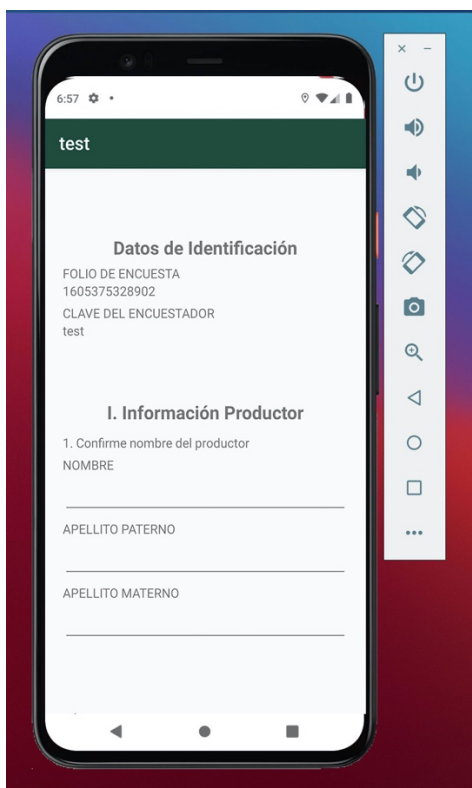 6:57
test
Datos de Identificación
FOLIO DE ENCUESTA
1605375328902
CLAVE DEL ENCUESTADOR
test
I. Información Productor
1. Confirme nombre del productor
NOMBRE
APELLITO PATERNO
APELLITO MATERNO